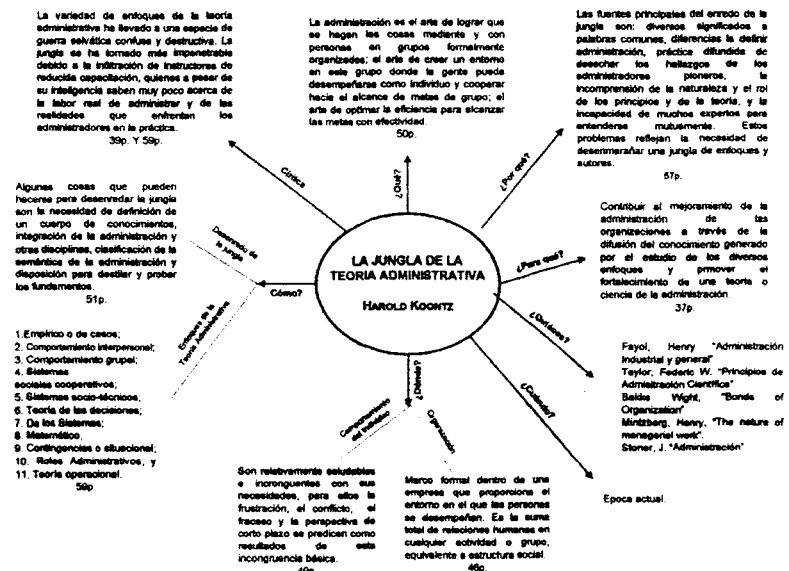 La variedad de enfoques de la teoría
administrativa ha llevado a una especie de
guerra selvática confusa y destructiva. La
jungla se ha tornado más impenetrable
debido a la infiltración de instructores de
reducida capacitación, quienes a pesar de
su inteligencia saben muy poco acerca de
la labor real de administrar y de las
realidades que enfrentan los
administradores en la práctica.
39p. Y 59p.
La administración es el arte de lograr que
se hagan las cosas mediante y con
personas en grupos formalmente
organizados; el arte de crear un entorno
en este grupo donde la gente pueda
desempeñarse como individuo y cooperar
hacia el alcance de metas de grupo; el
arte de optimar la eficiencia para alcanzar
las metas con efectividad.
50p.
Las fuentes principales del enredo de la
jungla son: diversos significados a
palabras comunes, diferencias la definir
administración, práctica difundida de
desechar los hallazgos de los
administradores pioneros, la
incomprensión de la naturaleza y el rol
de los principios y de la teoría, y la
incapacidad de muchos expertos para
entenderse mutuamente. Estos
problemas reflejan la necesidad de
desenmarañar una jungla de enfoques y
autores.
57p.
Crítica
¿Qué?
¿Por qué?
Algunas cosas que pueden
hacerse para desenredar la jungla
son la necesidad de definición de
un cuerpo de conocimientos,
integración de la administración y
otras disciplinas, clasificación de la
semántica de la administración y
disposición para destilar y probar
los fundamentos.
51p.
Desenredo de
la jungla
Cómo?
Enfoques de la
Teoría Administrativa
LA JUNGLA DE LA
TEORIA ADMINISTRATIVA
HAROLD KOONTZ
¿Para qué?
Contribuir al mejoramiento de la
administración de las
organizaciones a través de la
difusión del conocimiento generado
por el estudio de los diversos
enfoques y prmover el
fortalecimiento de una teoría o
ciencia de la administración.
37p.
1.Empírico o de casos;
2. Comportamiento interpersonal;
3. Comportamiento grupal;
4. Sistemas
sociales cooperativos;
5. Sistemas socio-técnicos;
6. Teoría de las decisiones;
7. De los Sistemas;
8. Matemático,
9. Contingencias o situacional;
10. Roles Administrativos; y
11. Teoría operacional.
59p
¿Quiénes?
Fayol, Henry "Administración
Industrial y general"
Taylor, Federic W. "Principios de
Admisitración Científica"
Bakke Wight, "Bonds of
Organization"
Mintzberg, Henry, "The nature of
managerial work".
Stoner, J. "Administración"
¿Dónde?
Comportamiento
del individuo
Organización
¿Cuándo?
Epoca actual.
Son relativamente saludables
e incronguentes con sus
necesidades, para ellos la
frustración, el conflicto, el
fracaso y la perspectiva de
corto plazo se predicen como
resultados de esta
incongruencia básica.
49p.
Marco formal dentro de una
empresa que proporciona el
entorno en el que las personas
se desempeñan. Es la suma
total de relaciones humanas en
cualquier actividad o grupo,
equivalente a estructura social.
46p.